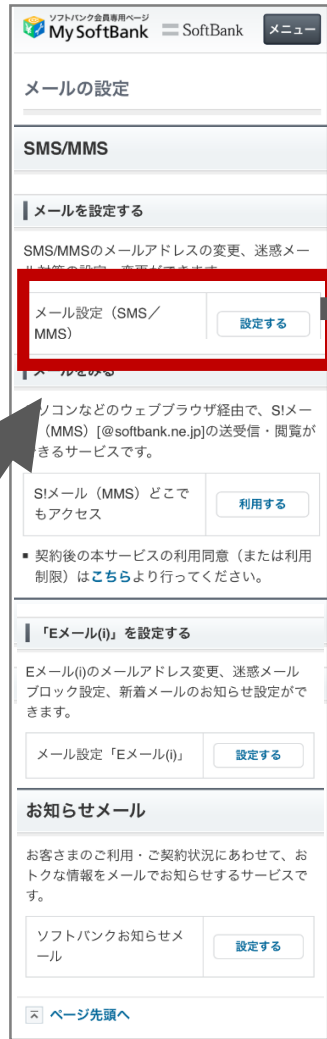 ソフトバンク会員専用ページ
My SoftBank
SoftBank
メニュー
メールの設定
SMS/MMS
メールを設定する
SMS/MMSのメールアドレスの変更、迷惑メー
メール設定（SMS／
MMS）
設定する
メールをみる
ソコンなどのウェブブラウザ経由で、S!メー
（MMS）[@softbank.ne.jp]の送受信・閲覧が
きるサービスです。
S!メール（MMS）どこで
もアクセス
利用する
■ 契約後の本サービスの利用同意（または利用
制限）はこちらより行ってください。
「Eメール(i)」を設定する
Eメール(i)のメールアドレス変更、迷惑メール
ブロック設定、新着メールのお知らせ設定がで
きます。
メール設定「Eメール(i)」
設定する
お知らせメール
お客さまのご利用・ご契約状況にあわせて、お
トクな情報をメールでお知らせするサービスで
す。
ソフトバンクお知らせメ
ール
設定する
ページ先頭へ